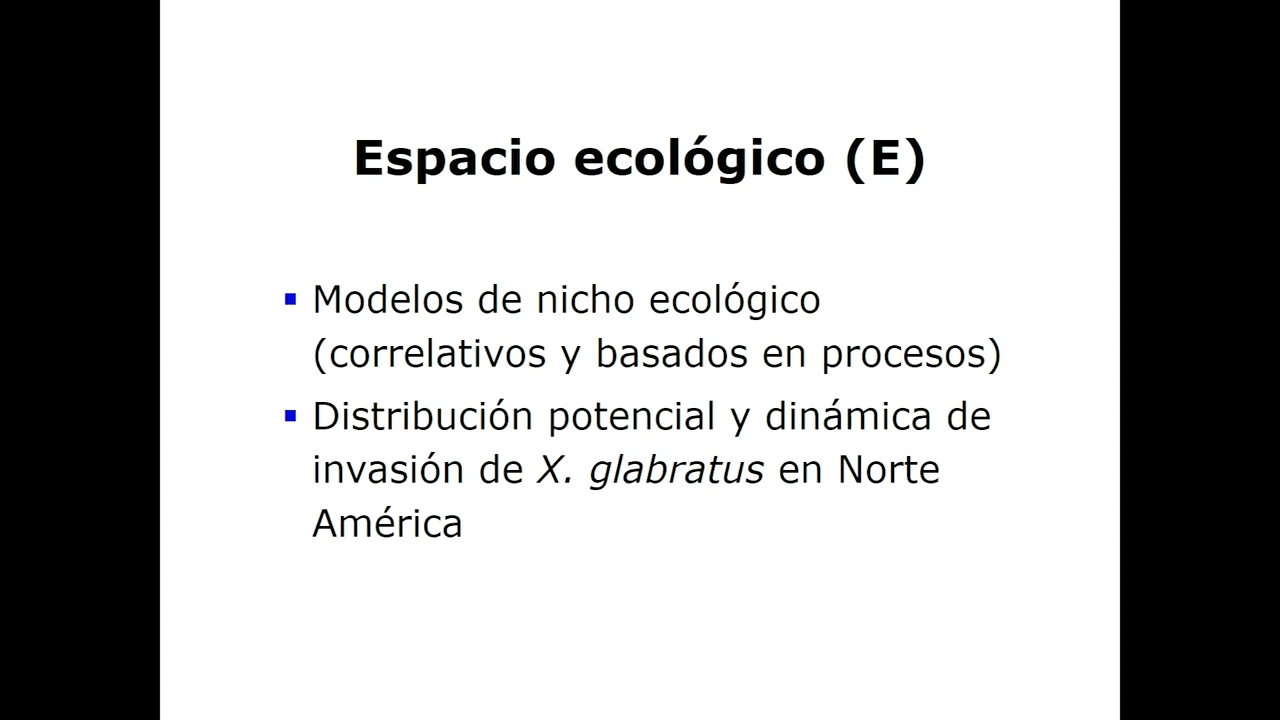 Espacio ecológico (E)
Modelos de nicho ecológico
(correlativos y basados en procesos)
Distribución potencial y dinámica de
invasión de X. glabratus en Norte
América